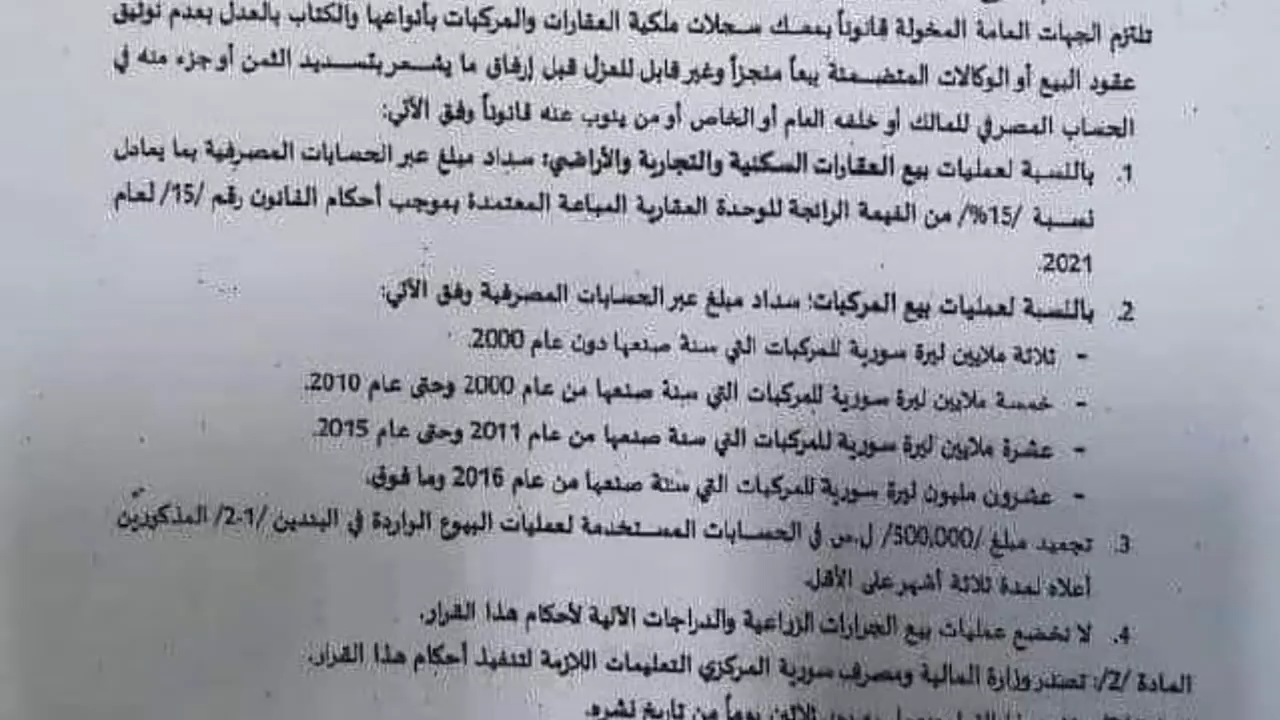 تلتزم الجهات العامة المخولة قانوناً بمسك سجلات ملكية العقارات والمركبات بأنواعها والكتاب بالعدل بعدم توثيق
عقود البيع أو الوكالات المتضمنة بيعاً منجزاً وغير قابل للعزل قبل إرفاق ما يشعر بتسديد الثمن أو جزء منه في
الحساب المصرفي للمالك أو خلفه العام أو الخاص أو من ينوب عنه قانوناً وفق الآتي:
1. بالنسبة لعمليات بيع العقارات السكنية والتجارية والأراضي: سداد مبلغ عبر الحسابات المصرفية بما يعادل
نسبة /15%/ من القيمة الرائجة للوحدة العقارية المباعة المعتمدة بموجب أحكام القانون رقم /15/ لعام
2021.
2. بالنسبة لعمليات بيع المركبات: سداد مبلغ عبر الحسابات المصرفية وفق الآتي:
- ثلاثة ملايين ليرة سورية للمركبات التي سنة صنعها دون عام 2000.
- خمسة ملايين ليرة سورية للمركبات التي سنة صنعها من عام 2000 وحتى عام 2010.
- عشرة ملايين ليرة سورية للمركبات التي سنة صنعها من عام 2011 وحتى عام 2015.
- عشرون مليون ليرة سورية للمركبات التي سنة صنعها من عام 2016 وما فوق.
3. تجميد مبلغ /500,000/ ل.س في الحسابات المستخدمة لعمليات البيوع الواردة في البندين /1-2/ المذكورين
أعلاه لمدة ثلاثة أشهر على الأقل.
4. لا تخضع عمليات بيع الجرارات الزراعية والدراجات الآلية لأحكام هذا القرار.
المادة /2/: تصدر وزارة المالية ومصرف سورية المركزي التعليمات اللازمة لتنفيذ أحكام هذا القرار.
يوماً من تاريخ نشره.